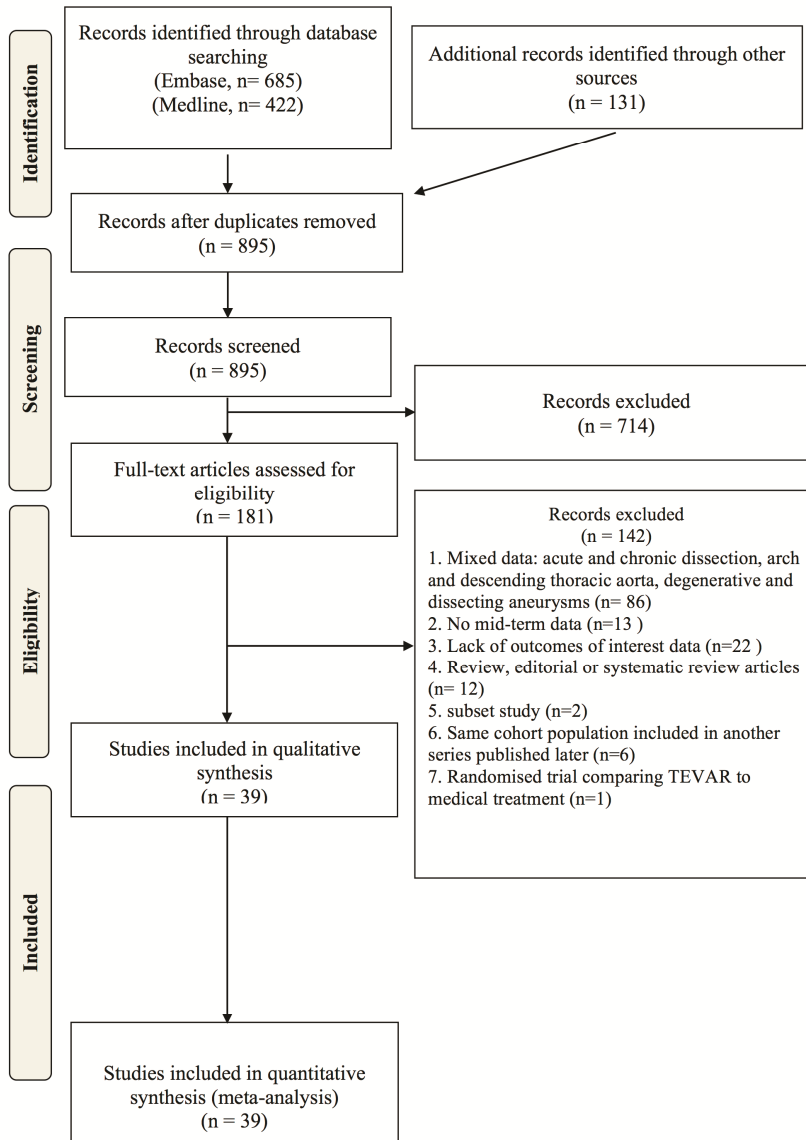 Records identified through database
searching
(Embase, n= 685)
(Medline, n= 422)
Additional records identified through other
sources
(n = 131)
Identification
Records after duplicates removed
(n = 895)
Screening
Records screened
(n = 895)
Records excluded
(n = 714)
Full-text articles assessed for
eligibility
(n = 181)
Eligibility
Records excluded
(n = 142)
1. Mixed data: acute and chronic dissection, arch
and descending thoracic aorta, degenerative and
dissecting aneurysms (n= 86)
2. No mid-term data (n=13 )
3. Lack of outcomes of interest data (n=22 )
4. Review, editorial or systematic review articles
(n= 12)
5. subset study (n=2)
6. Same cohort population included in another
series published later (n=6)
7. Randomised trial comparing TEVAR to
medical treatment (n=1)
Studies included in qualitative
synthesis
(n = 39)
Included
Studies included in quantitative
synthesis (meta-analysis)
(n = 39)